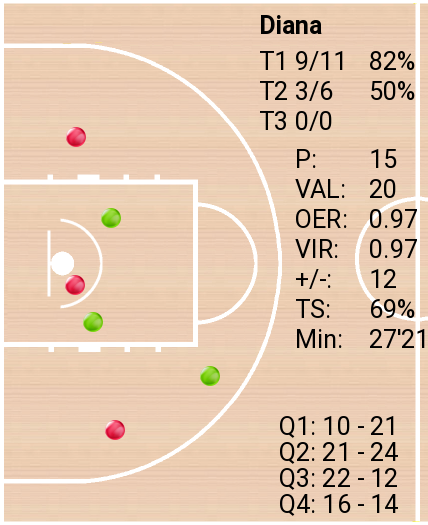 Diana
T1 9/11 82%
T2 3/6 50%
T3 0/0
P: 15
VAL: 20
OER: 0.97
VIR: 0.97
+/-: 12
TS: 69%
Min: 27'21
Q1: 10 - 21
Q2: 21 - 24
Q3: 22 - 12
Q4: 16 - 14